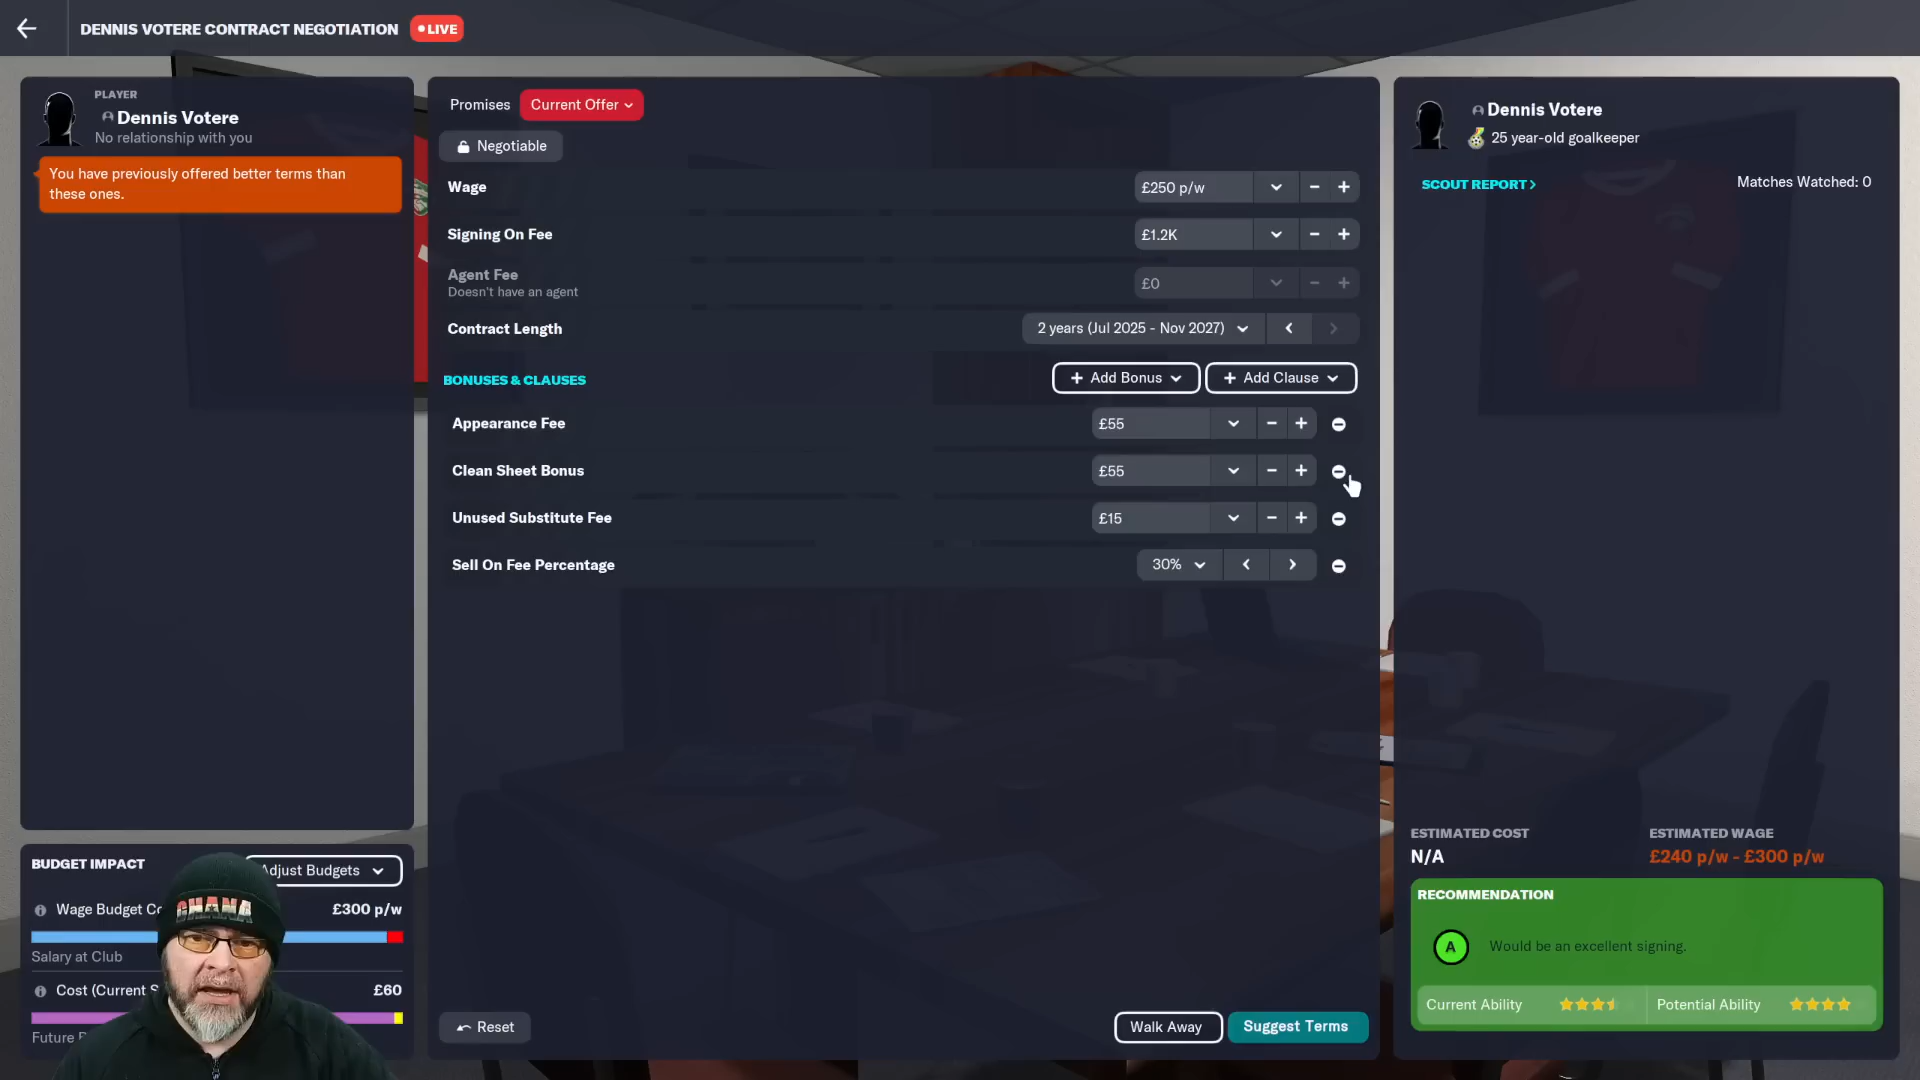 DENNIS VOTERE CONTRACT NEGOTIATION
LIVE
PLAYER
Dennis Votere
No relationship with you
You have previously offered better terms than
these ones.
Promises
Current Offer
Negotiable
Wage
£250 p/w
Signing On Fee
£1.2K
Agent Fee
Doesn't have an agent
£0
Contract Length
2 years (Jul 2025 - Nov 2027)
BONUSES & CLAUSES
+ Add Bonus
+ Add Clause
Appearance Fee
£55
Clean Sheet Bonus
£55
Unused Substitute Fee
£15
Sell On Fee Percentage
30%
Reset
Walk Away
Suggest Terms
Dennis Votere
25 year-old goalkeeper
SCOUT REPORT >
Matches Watched: 0
ESTIMATED COST
N/A
ESTIMATED WAGE
£240 p/w - £300 p/w
RECOMMENDATION
A
Would be an excellent signing.
Current Ability
Potential Ability
BUDGET IMPACT
Adjust Budgets
Wage Budget
£300 p/w
Salary at Club
Cost (Current
£60
Future
GHANA